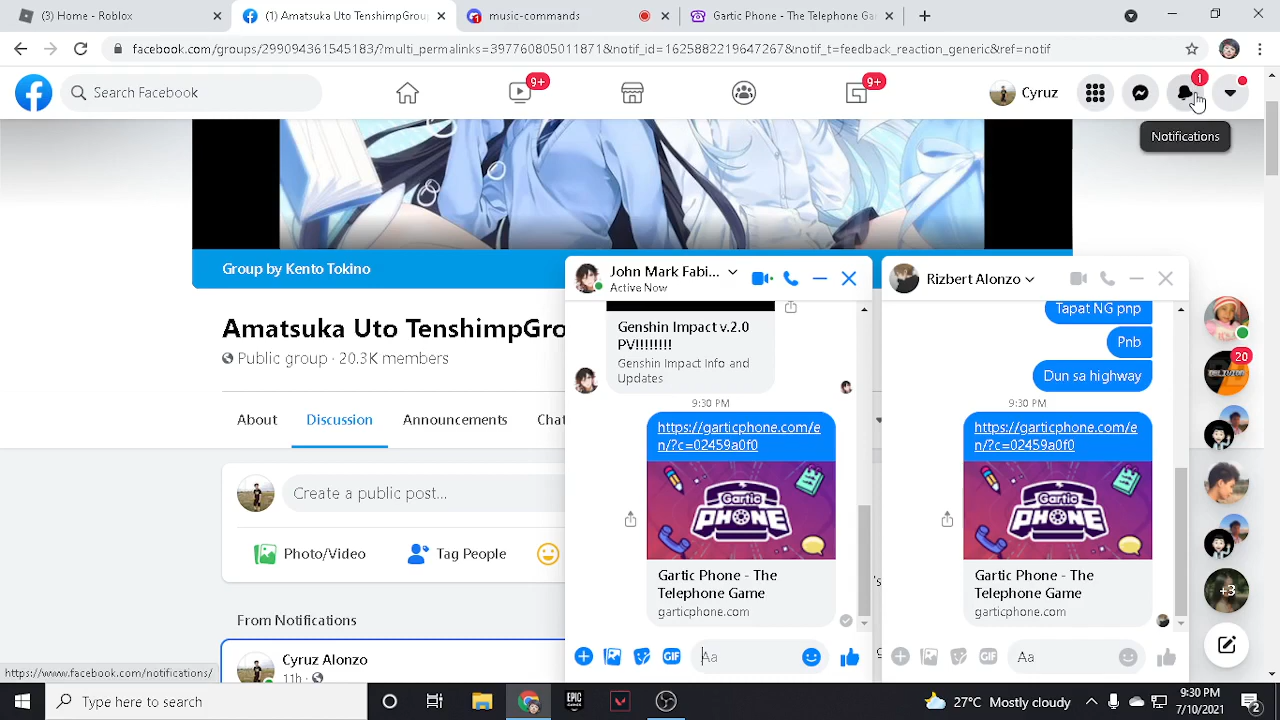 (3) Home - Roblox
(1) Amatsuka Uto TenshimpGrou
music-commands
Gartic Phone - The Telephone Ga
facebook.com/groups/299094361545183/?multi_permalinks=397760805011871&notif_id=1625882219647267&notif_t=feedback_reaction_generic&ref=notif
Search Facebook
9+
9+
Cyruz
1
Notifications
Group by Kento Tokino
Amatsuka Uto TenshimpGro
Public group · 20.3K members
About
Discussion
Announcements
Chat
Create a public post...
Photo/Video
Tag People
From Notifications
Cyruz Alonzo
11h ·
https://www.facebook.com/notifications/
John Mark Fabi...
Active Now
Genshin Impact v.2.0
PV!!!!!!!!
Genshin Impact Info and
Updates
9:30 PM
https://garticphone.com/e
n/?c=02459a0f0
Gartic
PHONE
Gartic Phone - The
Telephone Game
garticphone.com
GIF
Aa
Rizbert Alonzo
Tapat NG pnp
Pnb
Dun sa highway
9:30 PM
https://garticphone.com/e
n/?c=02459a0f0
Gartic
PHONE
Gartic Phone - The
Telephone Game
garticphone.com
GIF
Aa
20
+3
Type here to search
EPIC
GAMES
27°C Mostly cloudy
9:30 PM
7/10/2021
2